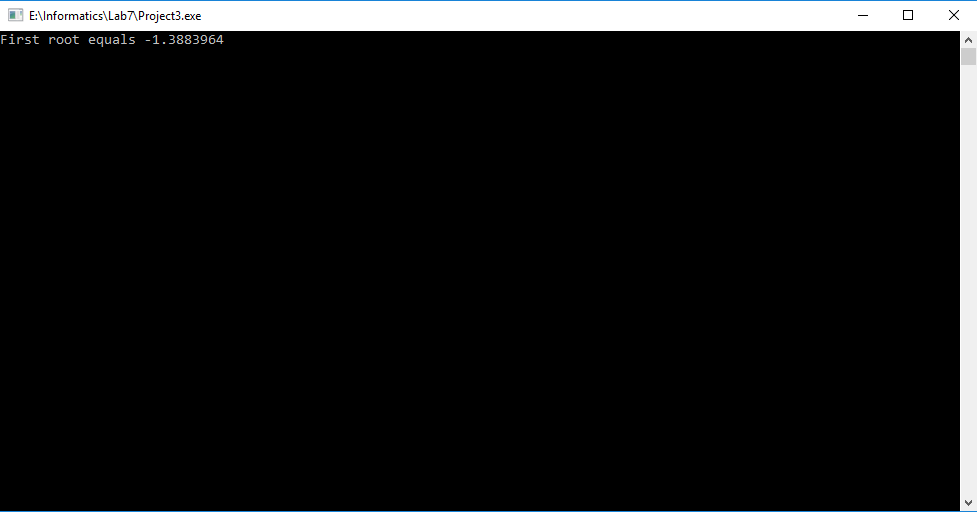 E:\Informatics\Lab7\Project3.exe
First root equals -1.3883964